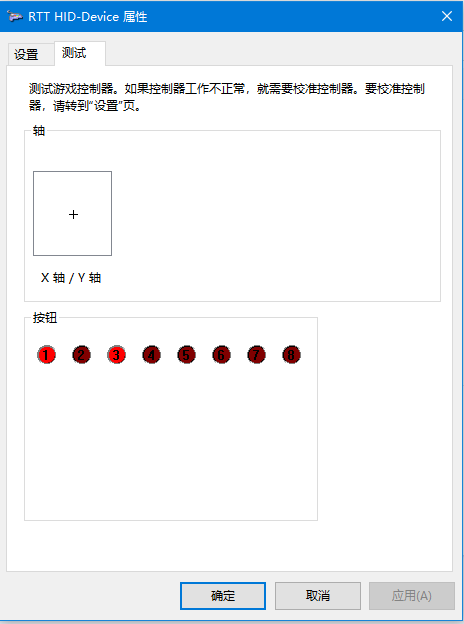 RTT HID-Device 属性
设置 测试
测试游戏控制器。如果控制器工作不正常，就需要校准控制器。要校准控制
器，请转到“设置”页。
轴
X 轴 / Y 轴
按钮
1 2 3 4 5 6 7 8
确定 取消 应用(A)